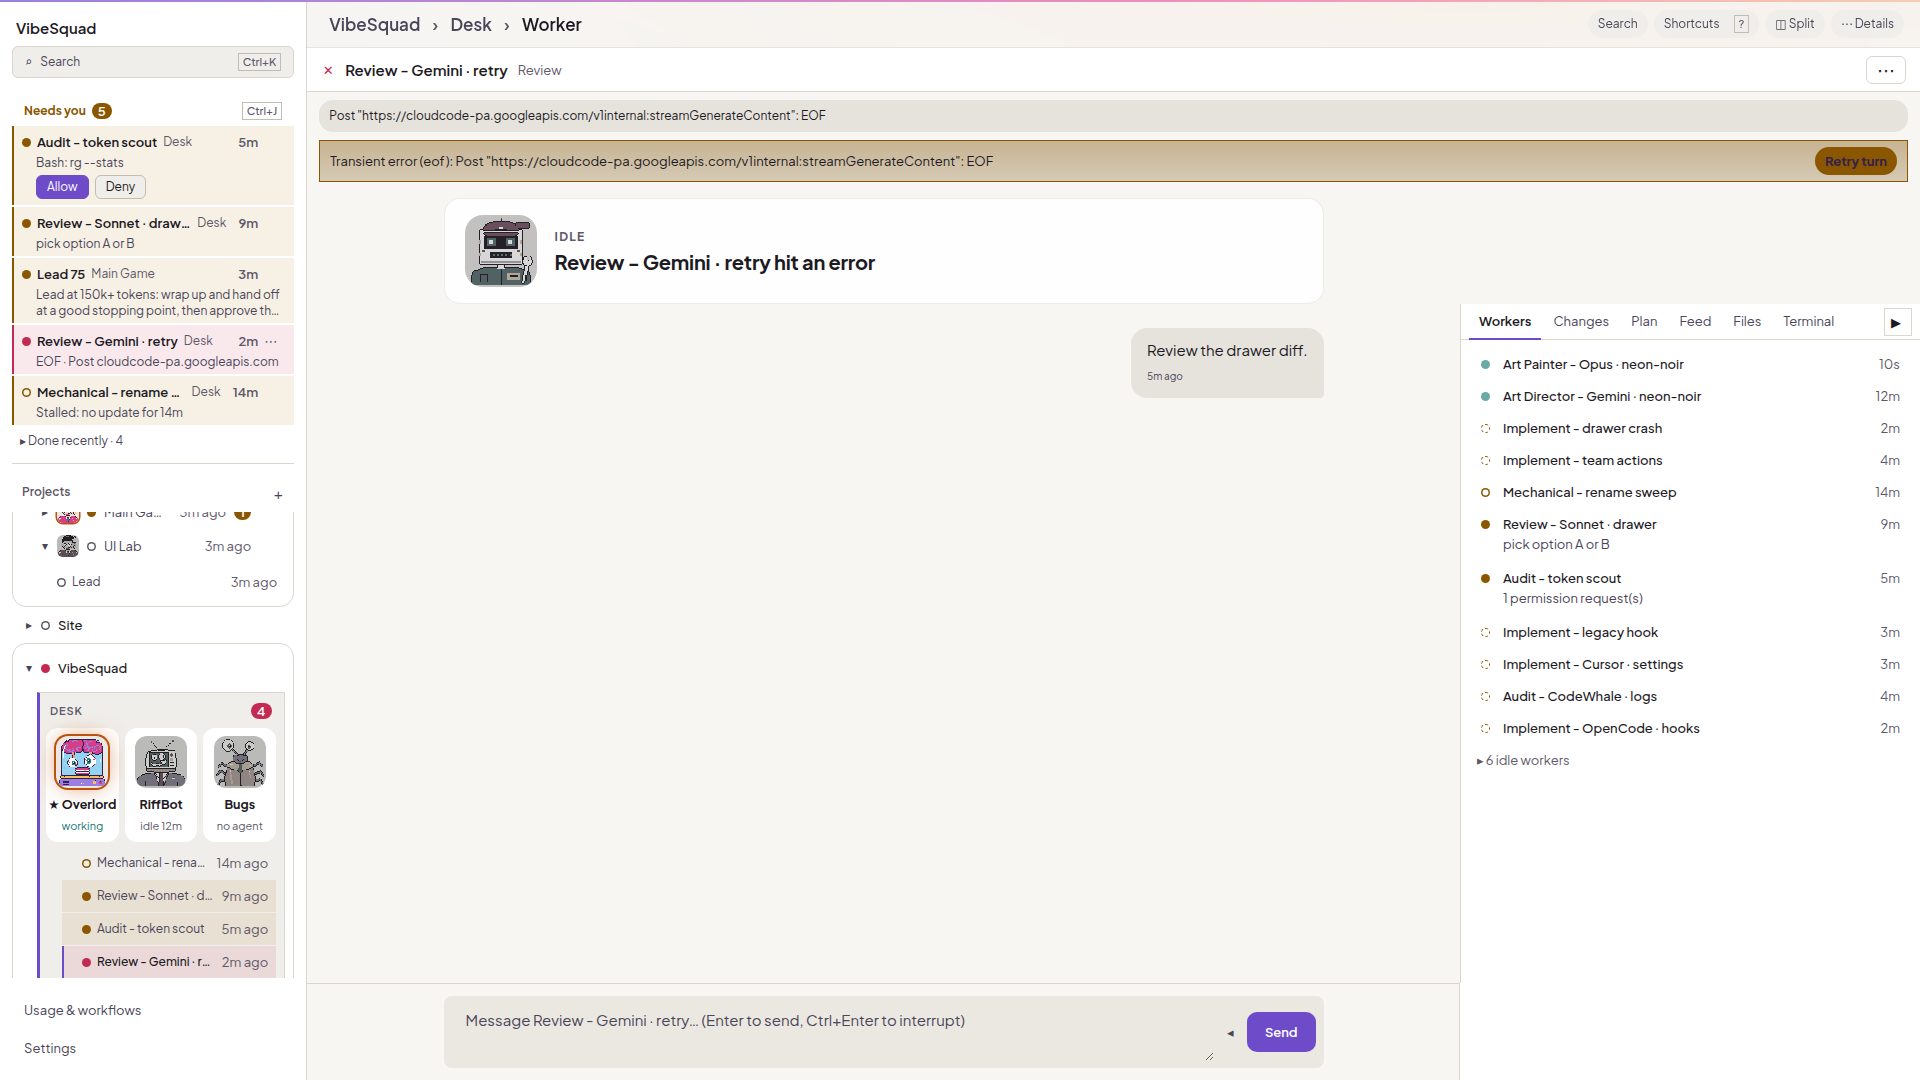 VibeSquad
Search Ctrl+K
Needs you 5 Ctrl+J
Audit – token scout Desk 5m
Bash: rg --stats
Allow Deny
Review – Sonnet · draw… Desk 9m
pick option A or B
Lead 75 Main Game 3m
Lead at 150k+ tokens: wrap up and hand off
at a good stopping point, then approve th…
Review – Gemini · retry Desk 2m ⋯
EOF · Post cloudcode-pa.googleapis.com
Mechanical – rename … Desk 14m
Stalled: no update for 14m
▸ Done recently · 4
Projects +
▸ Main Ga… 3m ago 1
▾ UI Lab 3m ago
Lead 3m ago
▸ Site
▾ VibeSquad
DESK 4
★ Overlord RiffBot Bugs
working idle 12m no agent
Mechanical – rena… 14m ago
Review – Sonnet · d… 9m ago
Audit – token scout 5m ago
Review – Gemini · r… 2m ago
Usage & workflows
Settings
VibeSquad › Desk › Worker
Search Shortcuts ? Split ⋯ Details
✕ Review – Gemini · retry Review ⋯
Post "https://cloudcode-pa.googleapis.com/v1internal:streamGenerateContent": EOF
Transient error (eof): Post "https://cloudcode-pa.googleapis.com/v1internal:streamGenerateContent": EOF Retry turn
IDLE
Review – Gemini · retry hit an error
Review the drawer diff.
5m ago
Message Review – Gemini · retry… (Enter to send, Ctrl+Enter to interrupt)
◂ Send
Workers Changes Plan Feed Files Terminal ▶
Art Painter – Opus · neon-noir 10s
Art Director – Gemini · neon-noir 12m
Implement – drawer crash 2m
Implement – team actions 4m
Mechanical – rename sweep 14m
Review – Sonnet · drawer 9m
pick option A or B
Audit – token scout 5m
1 permission request(s)
Implement – legacy hook 3m
Implement – Cursor · settings 3m
Audit – CodeWhale · logs 4m
Implement – OpenCode · hooks 2m
▸ 6 idle workers